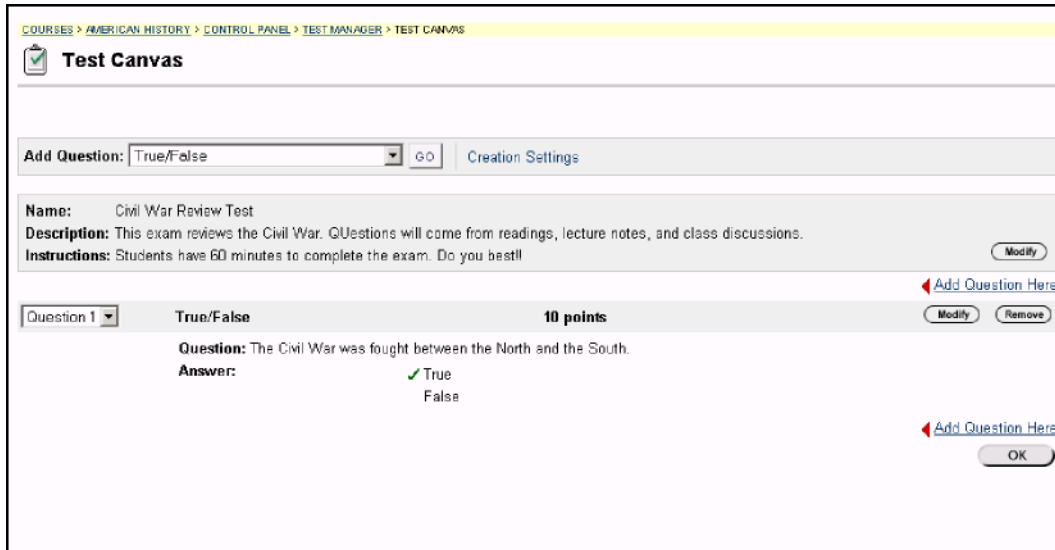 COURSES > AMERICAN HISTORY > CONTROL PANEL > TEST MANAGER > TEST CANVAS
Test Canvas
Add Question: True/False GO Creation Settings
Name: Civil War Review Test
Description: This exam reviews the Civil War. QUestions will come from readings, lecture notes, and class discussions.
Instructions: Students have 60 minutes to complete the exam. Do you best!! Modify
Add Question Here
Question 1 True/False 10 points Modify Remove
Question: The Civil War was fought between the North and the South.
Answer: True
False
Add Question Here
OK